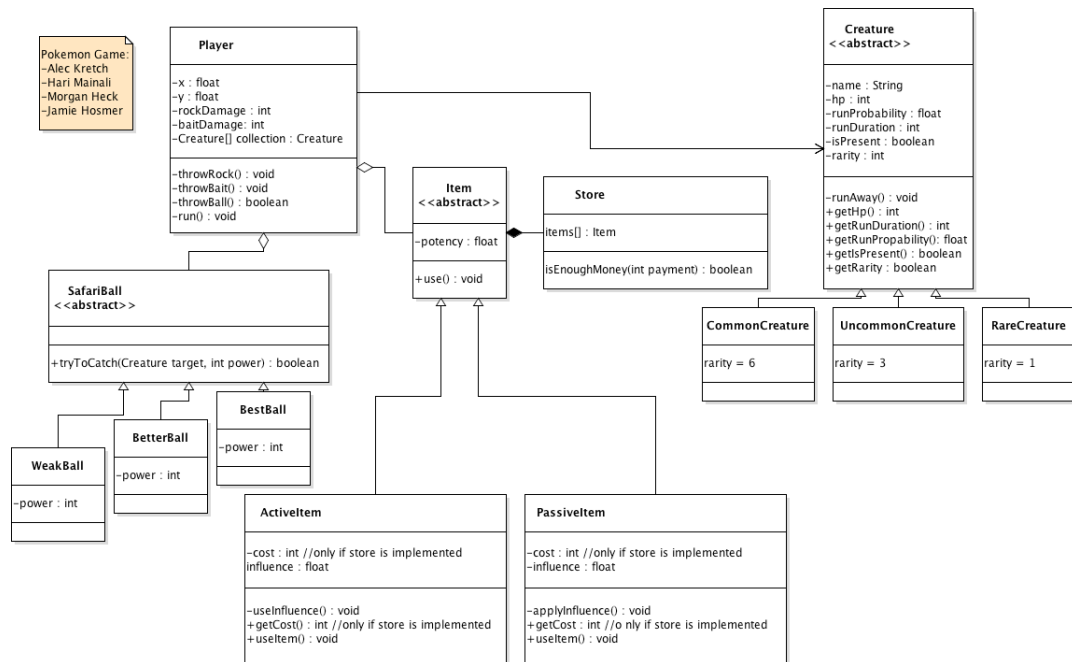 Pokemon Game:
-Alec Kretch
-Hari Mainali
-Morgan Heck
-Jamie Hosmer
Player
-x : float
-y : float
-rockDamage : int
-baitDamage: int
-Creature[] collection : Creature
-throwRock() : void
-throwBait() : void
-throwBall() : boolean
-run() : void
Creature
<<abstract>>
-name : String
-hp : int
-runProbability : float
-runDuration : int
-isPresent : boolean
-rarity : int
-runAway() : void
+getHp() : int
+getRunDuration() : int
+getRunPropability(): float
+getIsPresent() : boolean
+getRarity : boolean
Item
<<abstract>>
-potency : float
+use() : void
Store
items[] : Item
isEnoughMoney(int payment) : boolean
SafariBall
<<abstract>>
+tryToCatch(Creature target, int power) : boolean
CommonCreature
rarity = 6
UncommonCreature
rarity = 3
RareCreature
rarity = 1
WeakBall
-power : int
BetterBall
-power : int
BestBall
-power : int
ActiveItem
-cost : int //only if store is implemented
influence : float
-useInfluence() : void
+getCost() : int //only if store is implemented
+useItem() : void
PassiveItem
-cost : int //only if store is implemented
-influence : float
-applyInfluence() : void
+getCost : int //o nly if store is implemented
+useItem() : void